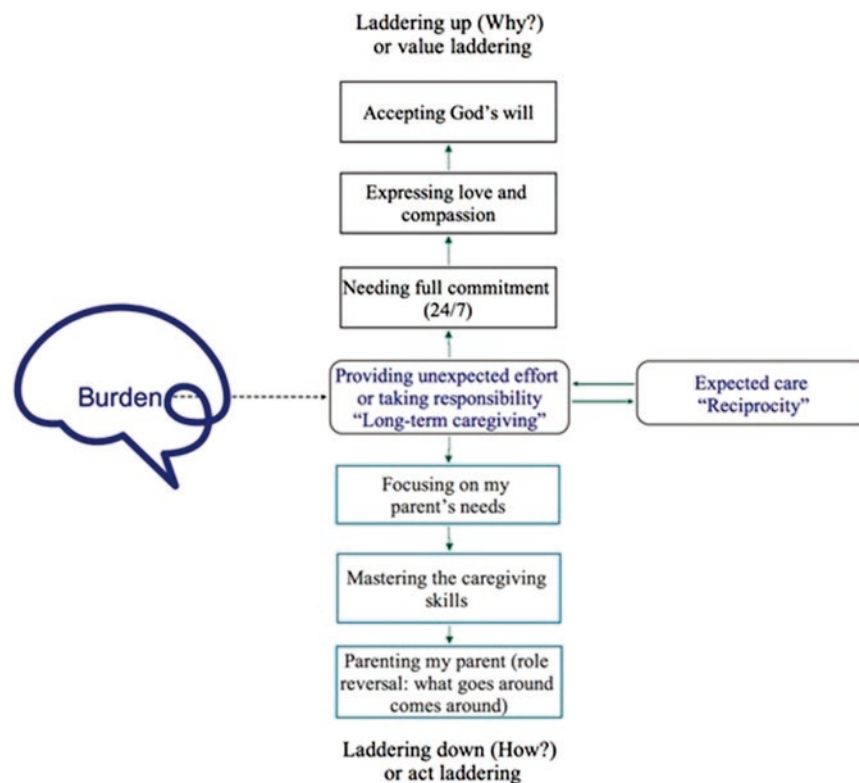 Laddering up (Why?)
or value laddering
Accepting God's will
Expressing love and
compassion
Needing full commitment
(24/7)
Burden
Providing unexpected effort
or taking responsibility
“Long-term caregiving”
Expected care
“Reciprocity”
Focusing on my
parent's needs
Mastering the caregiving
skills
Parenting my parent (role
reversal: what goes around
comes around)
Laddering down (How?)
or act laddering